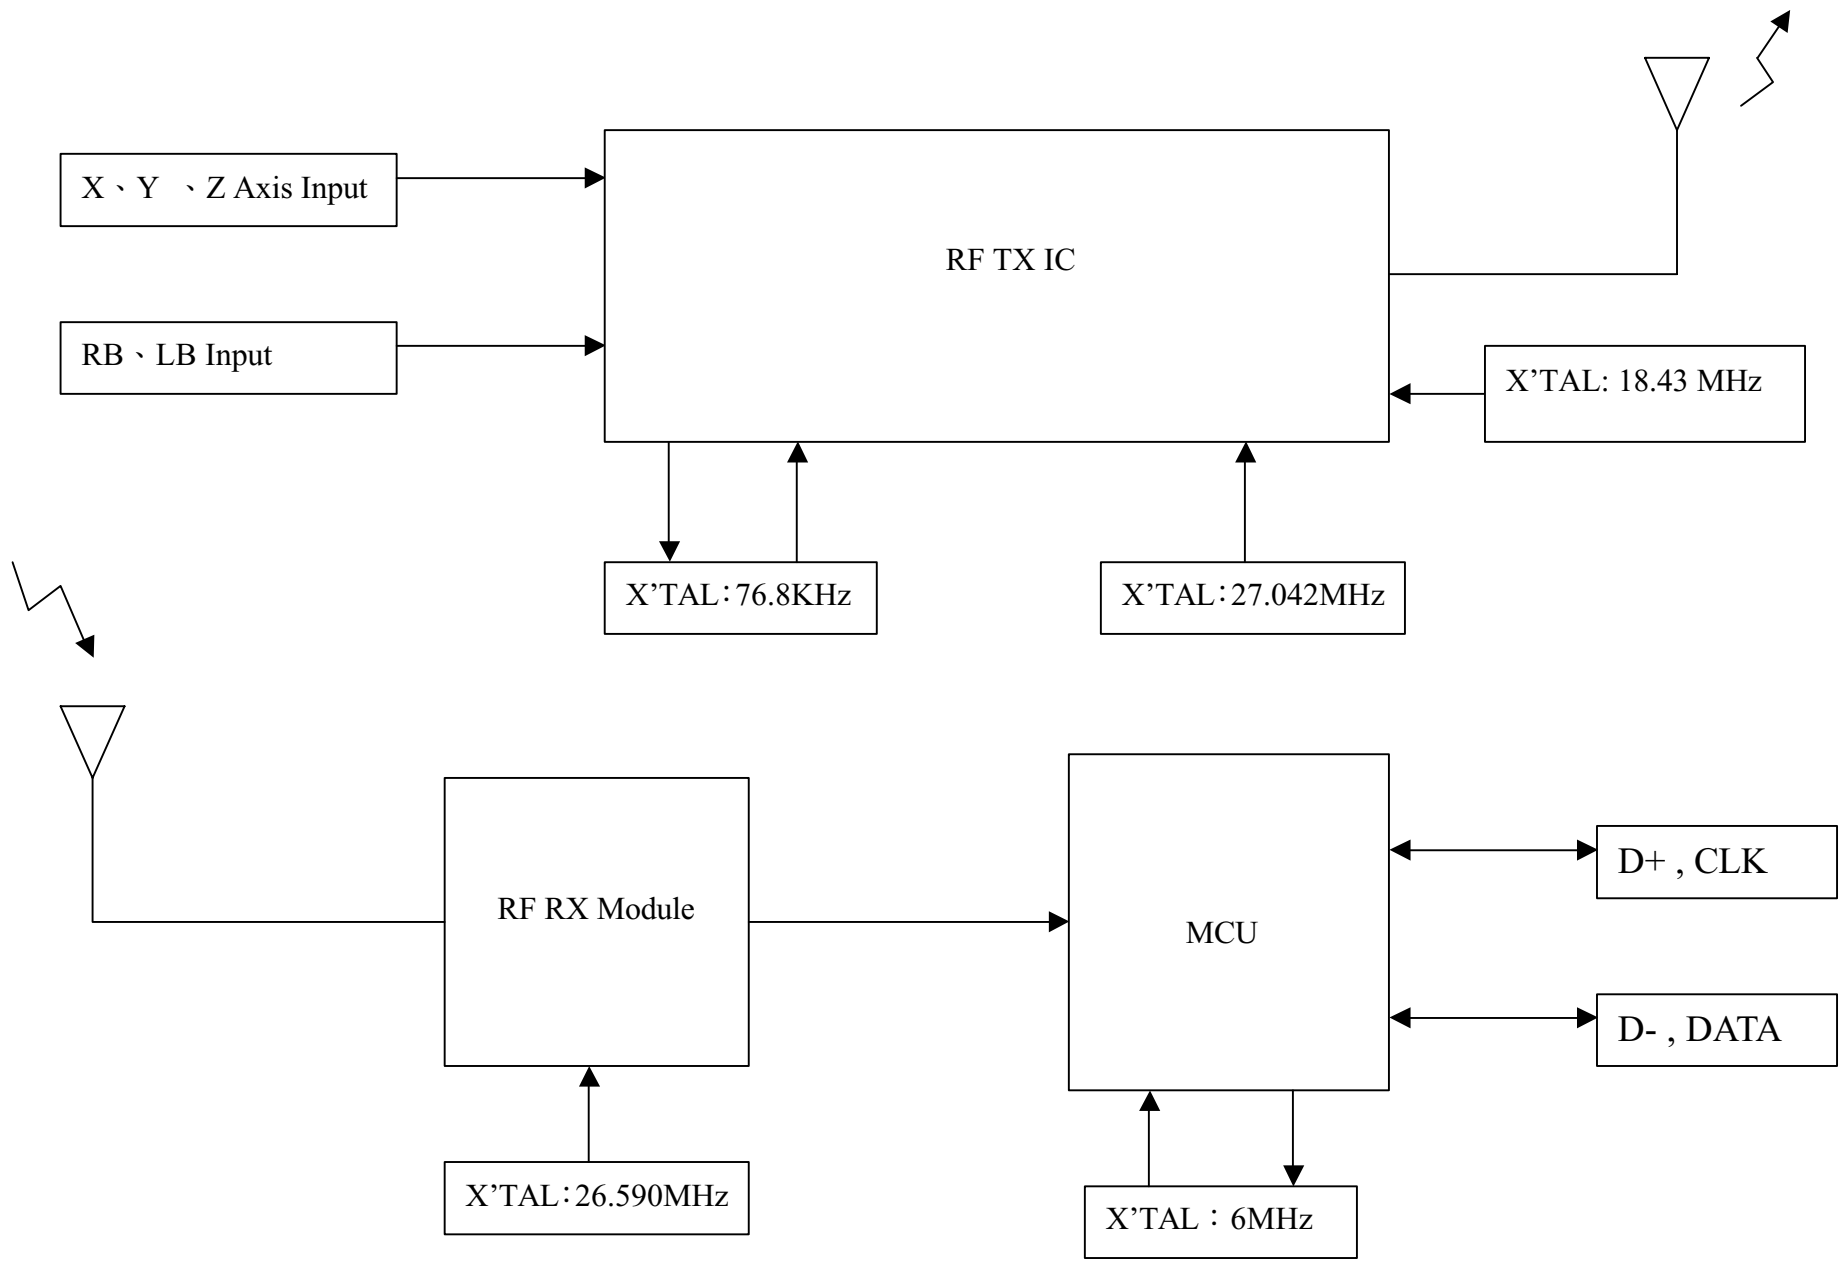 X、Y 、Z Axis Input
RF TX IC
RB、LB Input
X’TAL: 18.43 MHz
X’TAL：76.8KHz
X’TAL：27.042MHz
D+ , CLK
RF RX Module
MCU
D- , DATA
X’TAL：26.590MHz
X’TAL：6MHz